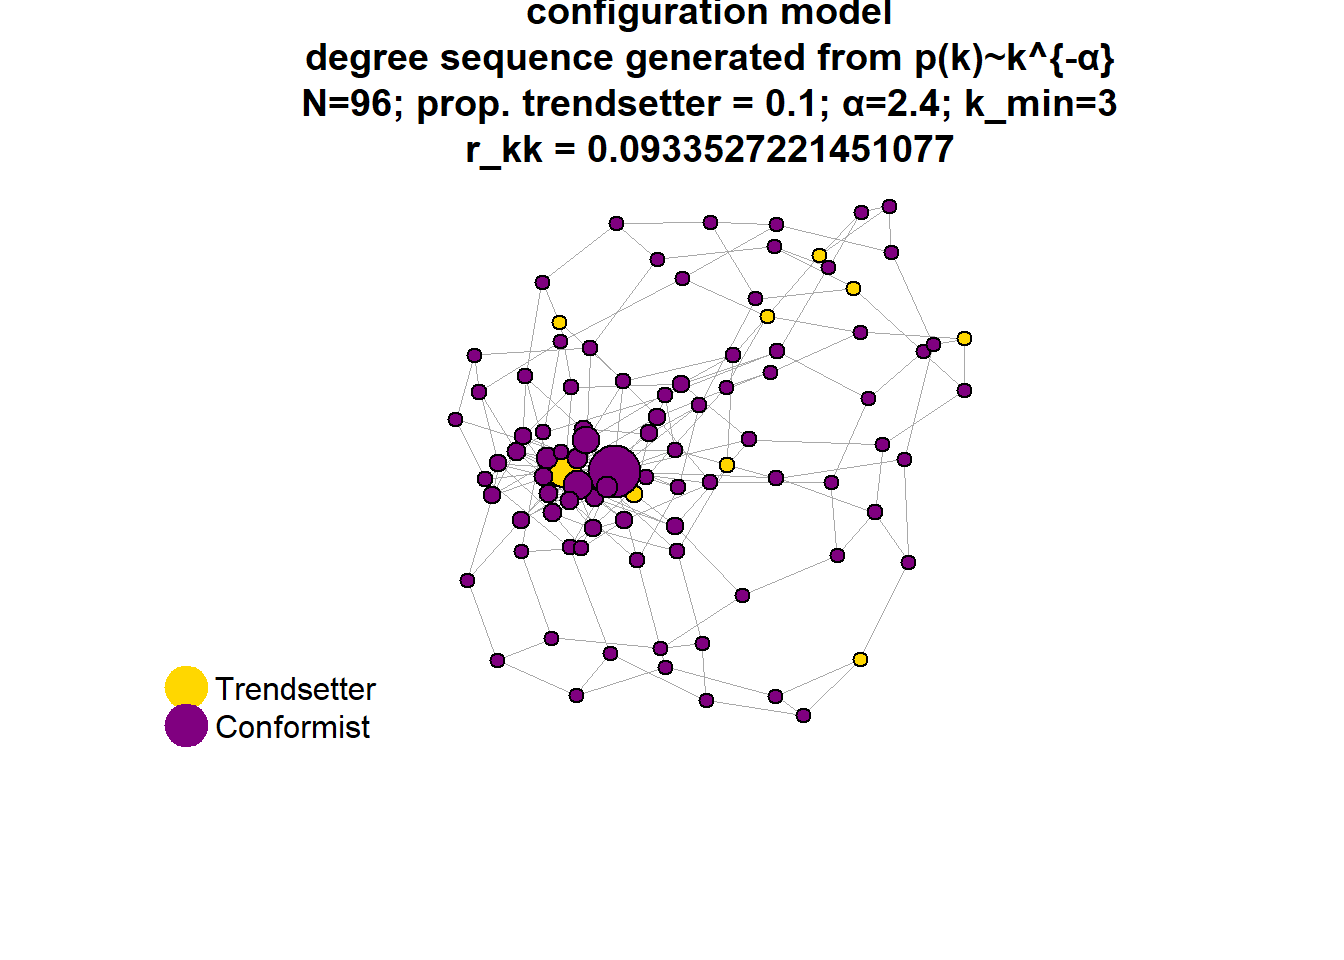 configuration model
degree sequence generated from p(k)~k^{-α}
N=96; prop. trendsetter = 0.1; α=2.4; k_min=3
r_kk = 0.0933527221451077
Trendsetter
Conformist